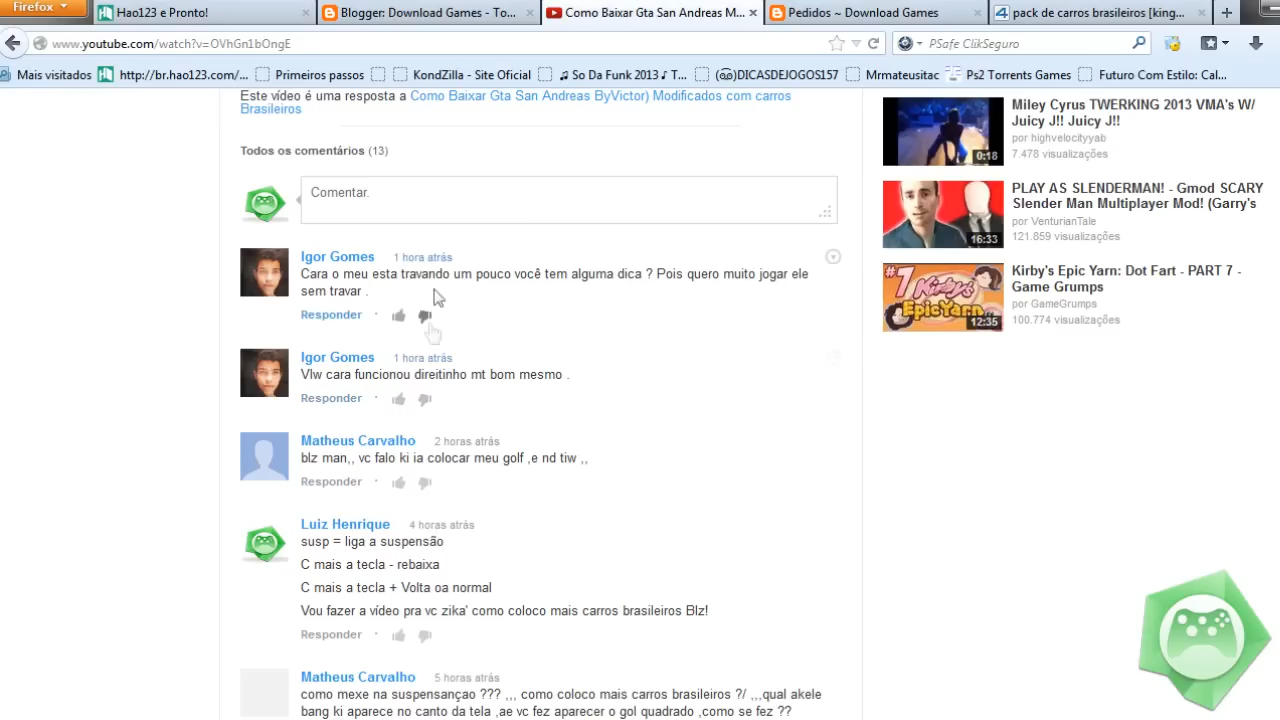 Firefox
Hao123 e Pronto!
Blogger: Download Games - To...
Como Baixar Gta San Andreas M...
Pedidos ~ Download Games
pack de carros brasileiros [king...
www.youtube.com/watch?v=OVhGn1bOngE
PSafe ClikSeguro
Mais visitados
http://br.hao123.com/...
Primeiros passos
KondZilla - Site Oficial
♫ So Da Funk 2013 ♪ T...
(@)DICASDEJOGOS157
Mrmateusitac
Ps2 Torrents Games
Futuro Com Estilo: Cal...
Este vídeo é uma resposta a Como Baixar Gta San Andreas ByVictor) Modificados com carros
Brasileiros
Todos os comentários (13)
Comentar.
Igor Gomes 1 hora atrás
Cara o meu esta travando um pouco você tem alguma dica ? Pois quero muito jogar ele
sem travar .
Responder
Igor Gomes 1 hora atrás
Vlw cara funcionou direitinho mt bom mesmo .
Responder
Matheus Carvalho 2 horas atrás
blz man,, vc falo ki ia colocar meu golf ,e nd tiw ,,
Responder
Luiz Henrique 4 horas atrás
susp = liga a suspensão
C mais a tecla - rebaixa
C mais a tecla + Volta oa normal
Vou fazer a vídeo pra vc zika' como coloco mais carros brasileiros Blz!
Responder
Matheus Carvalho 5 horas atrás
como mexe na suspensançao ??? ,,, como coloco mais carros brasileiros ?/ ,,,qual akele
bang ki aparece no canto da tela ,ae vc fez aparecer o gol quadrado ,como se fez ??
Miley Cyrus TWERKING 2013 VMA's W/
Juicy J!! Juicy J!!
por highvelocityyab
7.478 visualizações
0:18
PLAY AS SLENDERMAN! - Gmod SCARY
Slender Man Multiplayer Mod! (Garry's
por VenturianTale
121.859 visualizações
16:33
Kirby's Epic Yarn: Dot Fart - PART 7 -
Game Grumps
por GameGrumps
100.774 visualizações
#7 Kirby's
Epic Yarn
12:35